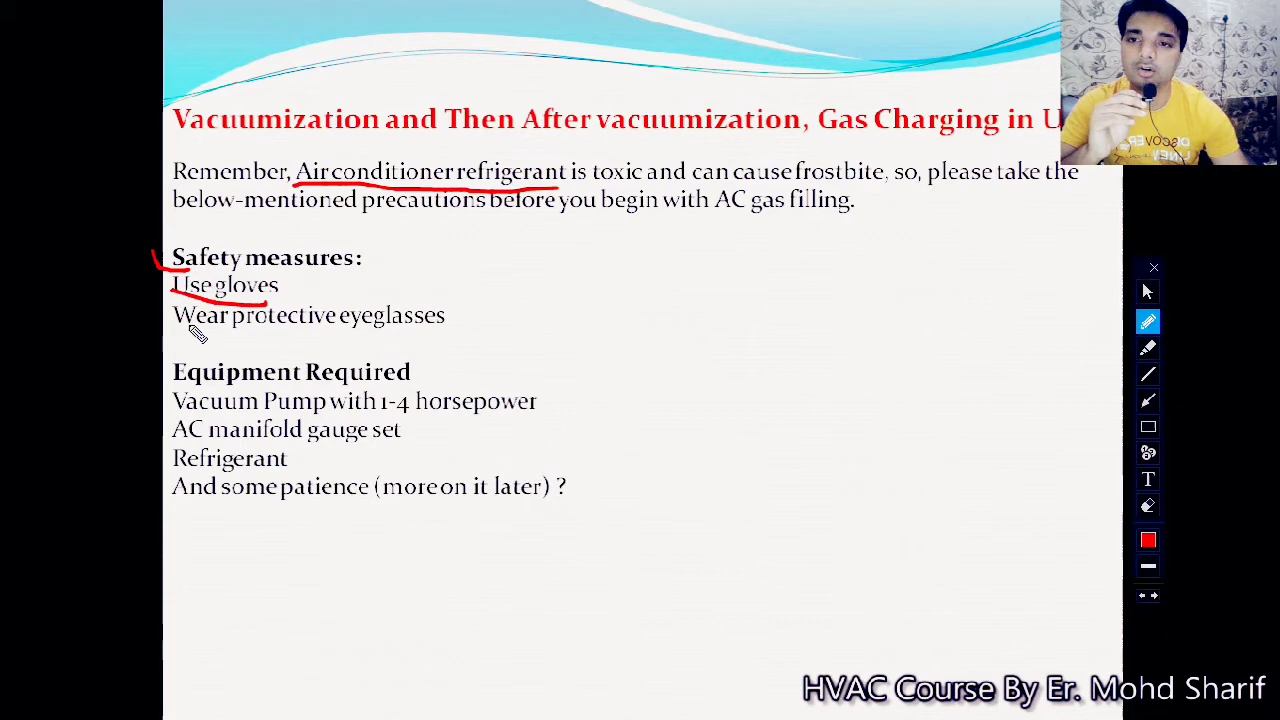 Vacuumization and Then After vacuumization, Gas Charging in U
Remember, Air conditioner refrigerant is toxic and can cause frostbite, so, please take the
below-mentioned precautions before you begin with AC gas filling.
Safety measures:
Use gloves
Wear protective eyeglasses
Equipment Required
Vacuum Pump with 1-4 horsepower
AC manifold gauge set
Refrigerant
And some patience (more on it later) ?
T
HVAC Course By Er. Mohd Sharif